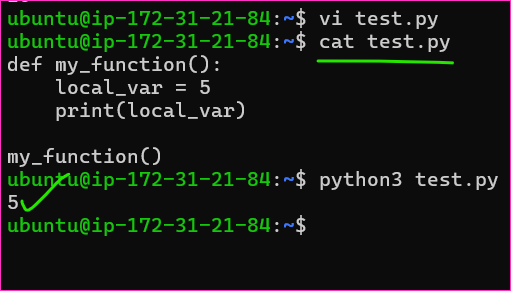 ubuntu@ip-172-31-21-84:~$ vi test.py
ubuntu@ip-172-31-21-84:~$ cat test.py
def my_function():
    local_var = 5
    print(local_var)

my_function()
ubuntu@ip-172-31-21-84:~$ python3 test.py
5
ubuntu@ip-172-31-21-84:~$